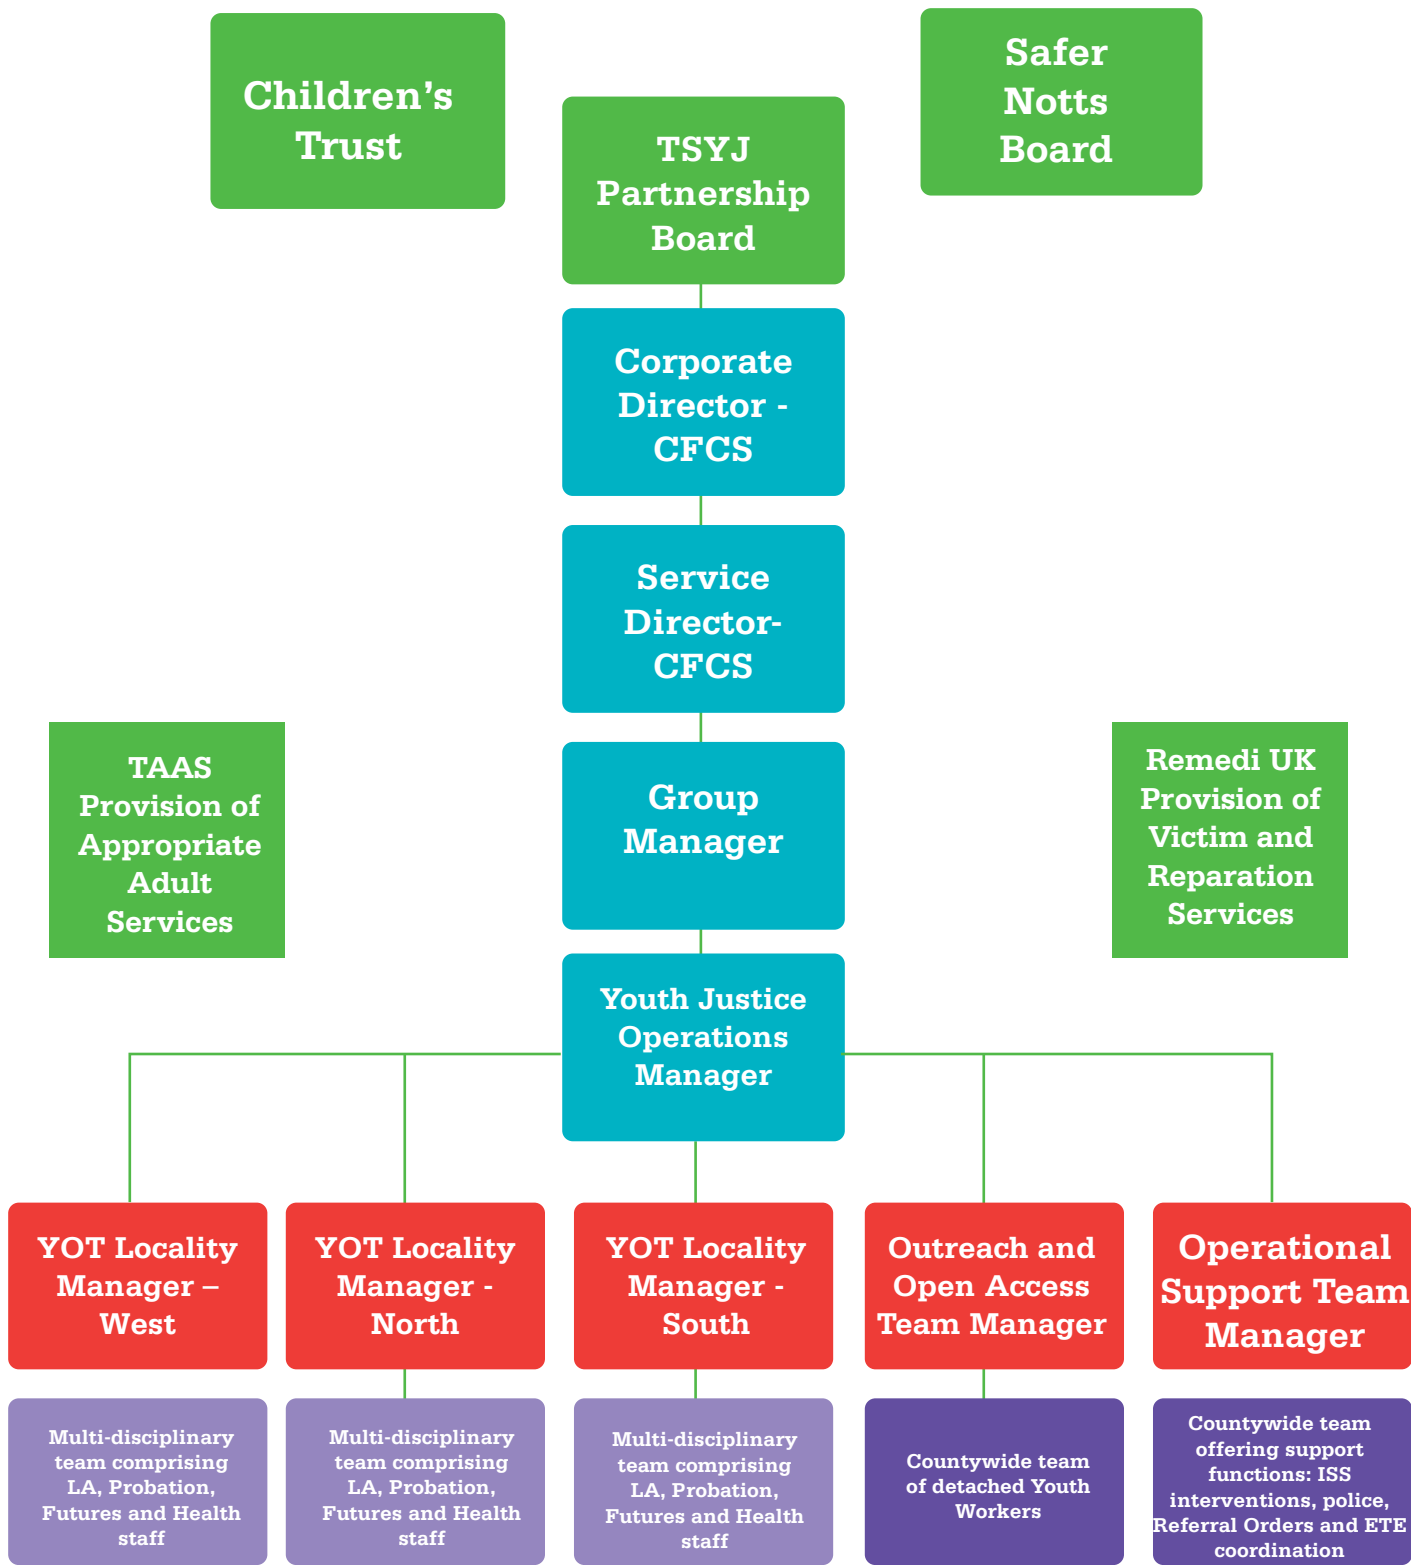 Children’s
Trust
Safer
Notts
Board
TSYJ
Partnership
Board
Corporate
Director -
CFCS
Service
Director-
CFCS
Group
Manager
TAAS
Provision of
Appropriate
Adult
Services
Remedi UK
Provision of
Victim and
Reparation
Services
Youth Justice
Operations
Manager
YOT Locality
Manager –
West
YOT Locality
Manager -
North
YOT Locality
Manager -
South
Outreach and
Open Access
Team Manager
Operational
Support Team
Manager
Multi-disciplinary
team comprising
LA, Probation,
Futures and Health
staff
Multi-disciplinary
team comprising
LA, Probation,
Futures and Health
staff
Multi-disciplinary
team comprising
LA, Probation,
Futures and Health
staff
Countywide team
of detached Youth
Workers
Countywide team
offering support
functions: ISS
interventions, police,
Referral Orders and ETE
coordination